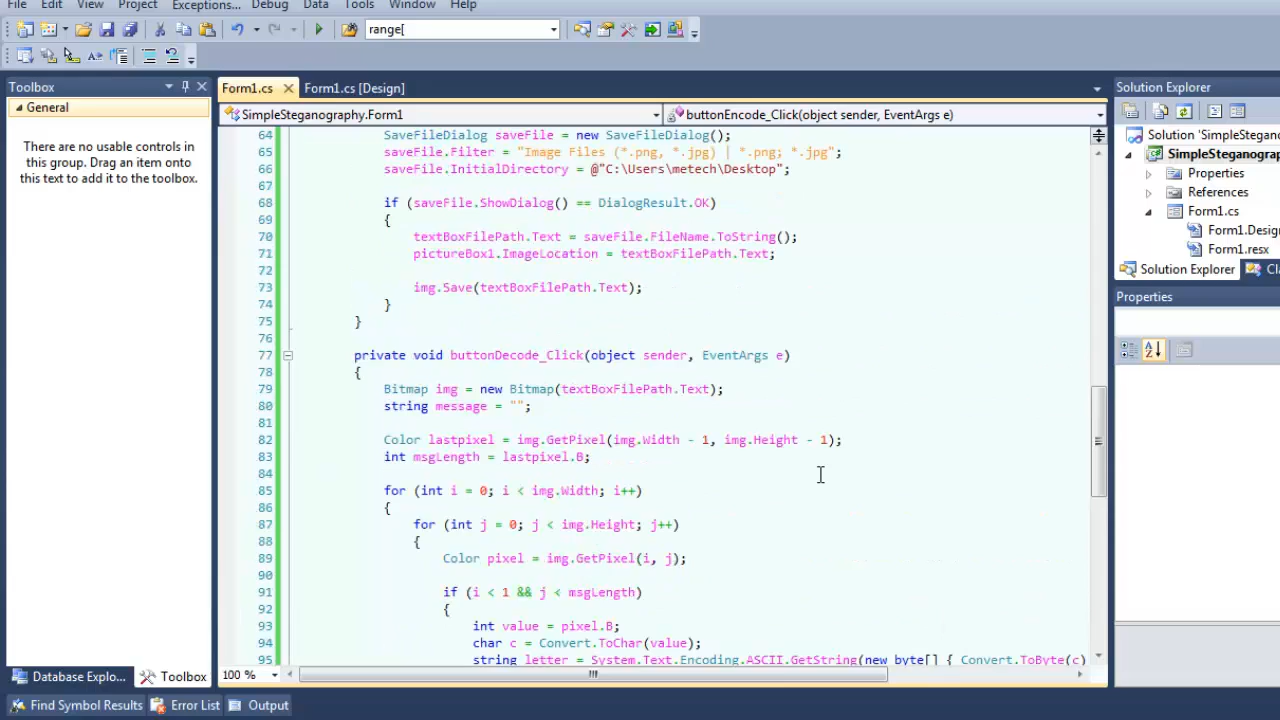 File Edit View Project Exceptions... Debug Data Tools Window Help
range[
Toolbox
General
There are no usable controls in
this group. Drag an item onto
this text to add it to the toolbox.
Database Explo...
Toolbox
Form1.cs
Form1.cs [Design]
SimpleSteganography.Form1
buttonEncode_Click(object sender, EventArgs e)
64 SaveFileDialog saveFile = new SaveFileDialog();
65 saveFile.Filter = "Image Files (*.png, *.jpg) | *.png; *.jpg";
66 saveFile.InitialDirectory = @"C:\Users\metech\Desktop";
67
68 if (saveFile.ShowDialog() == DialogResult.OK)
69 {
70 textBoxFilePath.Text = saveFile.FileName.ToString();
71 pictureBox1.ImageLocation = textBoxFilePath.Text;
72
73 img.Save(textBoxFilePath.Text);
74 }
75 }
76
77 private void buttonDecode_Click(object sender, EventArgs e)
78 {
79 Bitmap img = new Bitmap(textBoxFilePath.Text);
80 string message = "";
81
82 Color lastpixel = img.GetPixel(img.Width - 1, img.Height - 1);
83 int msgLength = lastpixel.B;
84
85 for (int i = 0; i < img.Width; i++)
86 {
87 for (int j = 0; j < img.Height; j++)
88 {
89 Color pixel = img.GetPixel(i, j);
90
91 if (i < 1 && j < msgLength)
92 {
93 int value = pixel.B;
94 char c = Convert.ToChar(value);
95 string letter = System.Text.Encoding.ASCII.GetString(new byte[] { Convert.ToByte(c)
100 %
Solution Explorer
Solution 'SimpleStegano
SimpleSteganograp
Properties
References
Form1.cs
Form1.Design
Form1.resx
Solution Explorer
Cl
Properties
Find Symbol Results
Error List
Output